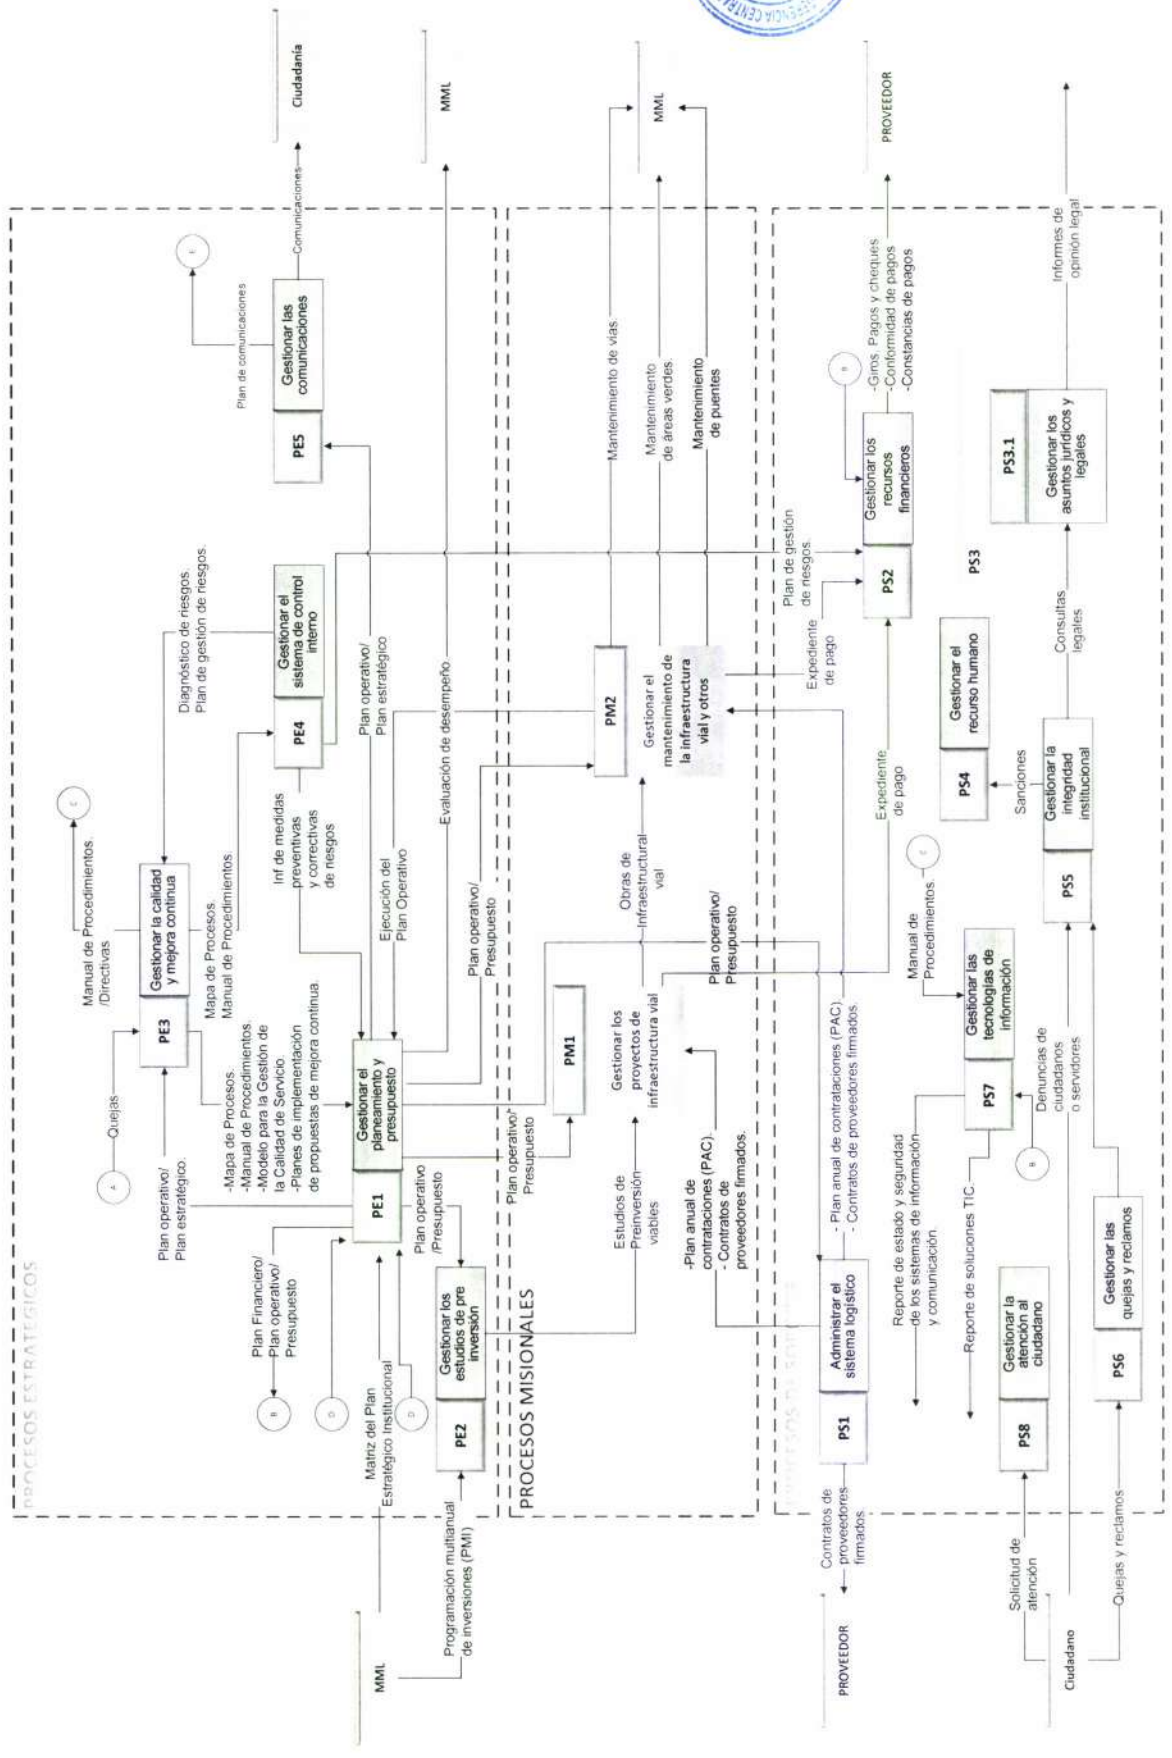 PROCESOS ESTRATEGICOS
A
Quejas
Manual de Procedimientos.
/Directivas
C
PE3
Gestionar la calidad
y mejora continua
Diagnóstico de riesgos.
Plan de gestión de riesgos.
Plan de comunicaciones
Plan operativo/
Plan estratégico.
Mapa de Procesos.
Manual de Procedimientos.
-Mapa de Procesos.
-Manual de Procedimientos.
-Modelo para la Gestión de
la Calidad de Servicio
-Planes de implementación
de propuestas de mejora continua.
PE4
Gestionar el
sistema de control
interno
PE5
Gestionar las
comunicaciones
Comunicaciones
Ciudadanía
Plan Financiero/
Plan operativo/
Presupuesto
B
D
D
Inf de medidas
preventivas
y correctivas
de riesgos
PE1
Gestionar el
planeamiento y
presupuesto
Plan operativo/
Plan estratégico
Ejecución del
Plan Operativo
Evaluación de desempeño
MML
MML
Matriz del Plan
Estratégico Institucional
Programación multianual
de inversiones (PMI)
Plan operativo
/Presupuesto
PE2
Gestionar los
estudios de pre
inversión
Plan operativo/
Presupuesto
PROCESOS MISIONALES
Plan operativo/
Presupuesto
PM1
Gestionar los
proyectos de
infraestructura vial
Estudios de
Preinversión
viables
Obras de
Infraestructural
vial
PM2
Gestionar el
mantenimiento de
la infraestructura
vial y otros
Mantenimiento de vias.
Mantenimiento
de áreas verdes.
Mantenimiento
de puentes
MML
-Plan anual de
contrataciones (PAC).
- Contratos de
proveedores firmados.
Plan operativo/
Presupuesto
Expediente
de pago
Plan de gestión
de riesgos.
PS1
Administrar el
sistema logístico
- Plan anual de contrataciones (PAC).
- Contratos de proveedores firmados.
Expediente
de pago
PS2
Gestionar los
recursos
financieros
B
-Giros, Pagos y cheques
-Conformidad de pagos
-Constancias de pagos
PROVEEDOR
Contratos de
proveedores
firmados.
PROVEEDOR
Reporte de estado y seguridad
de los sistemas de información
y comunicación.
Reporte de soluciones TIC.
Manual de
Procedimientos.
C
PS7
Gestionar las
tecnologías de
información
B
PS4
Gestionar el
recurso humano
Sanciones
PS3
PS3.1
Gestionar los
asuntos jurídicos y
legales
Informes de
opinión legal
Consultas
legales
PS5
Gestionar la
integridad
institucional
Denuncias de
ciudadanos
o servidores
PS8
Gestionar la
atención al
ciudadano
PS6
Gestionar las
quejas y reclamos
Solicitud de
atención
Ciudadano
Quejas y reclamos